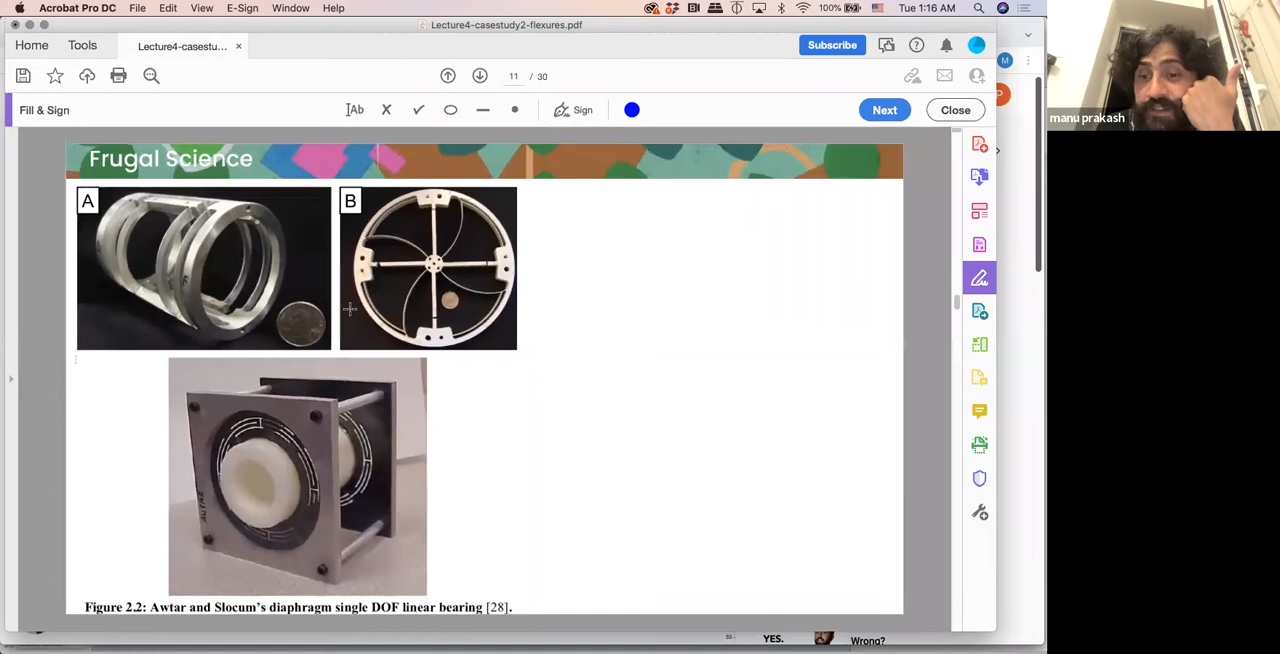 Acrobat Pro DC File Edit View E-Sign Window Help 100% Tue 1:16 AM
Lecture4-casestudy2-flexures.pdf
Home Tools Lecture4-casestu... × Subscribe
11 / 30
Fill & Sign IAb Sign Next Close
M
P
manu prakash
Frugal Science
A B
Figure 2.2: Awtar and Slocum's diaphragm single DOF linear bearing [28].
YES. Wrong?